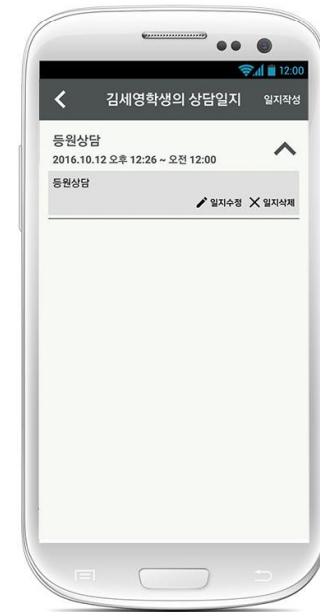 12:00
김세영학생의 상담일지 일지작성
등원상담
2016.10.12 오후 12:26 ~ 오전 12:00
등원상담
일지수정 일지삭제